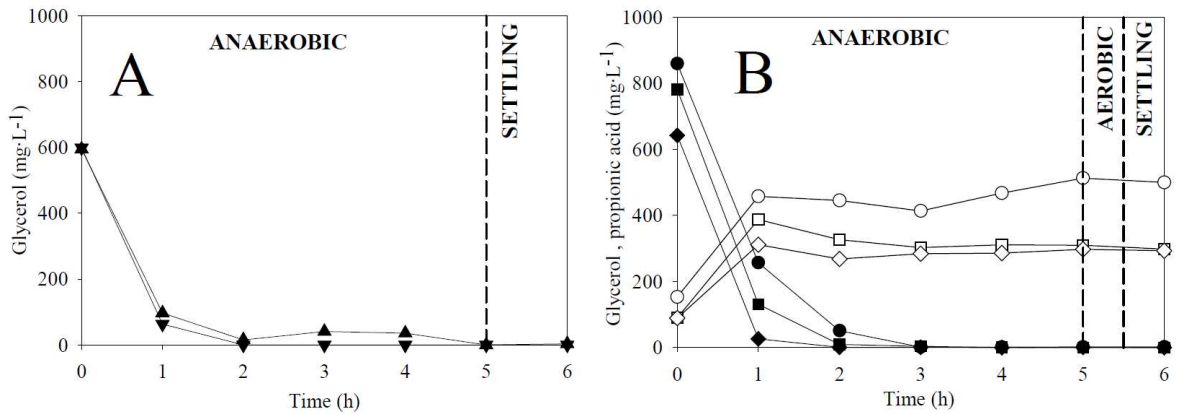 1000
800
600
400
200
0
Glycerol (mg·L-1)
A
ANAEROBIC
SETTLING
0 1 2 3 4 5 6
Time (h)
1000
800
600
400
200
0
Glycerol , propionic acid (mg·L-1)
B
ANAEROBIC
AEROBIC
SETTLING
0 1 2 3 4 5 6
Time (h)